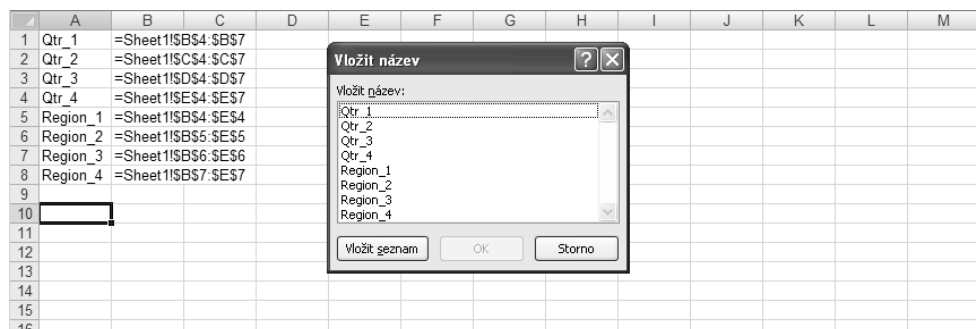 A B C D E F G H I J K L M
1 Qtr_1 =Sheet1!$B$4:$B$7
2 Qtr_2 =Sheet1!$C$4:$C$7
3 Qtr_3 =Sheet1!$D$4:$D$7
4 Qtr_4 =Sheet1!$E$4:$E$7
5 Region_1 =Sheet1!$B$4:$E$4
6 Region_2 =Sheet1!$B$5:$E$5
7 Region_3 =Sheet1!$B$6:$E$6
8 Region_4 =Sheet1!$B$7:$E$7
9
10
11
12
13
14
15
16
Vložit název
Vložit název:
Qtr_1
Qtr_2
Qtr_3
Qtr_4
Region_1
Region_2
Region_3
Region_4
Vložit seznam OK Storno